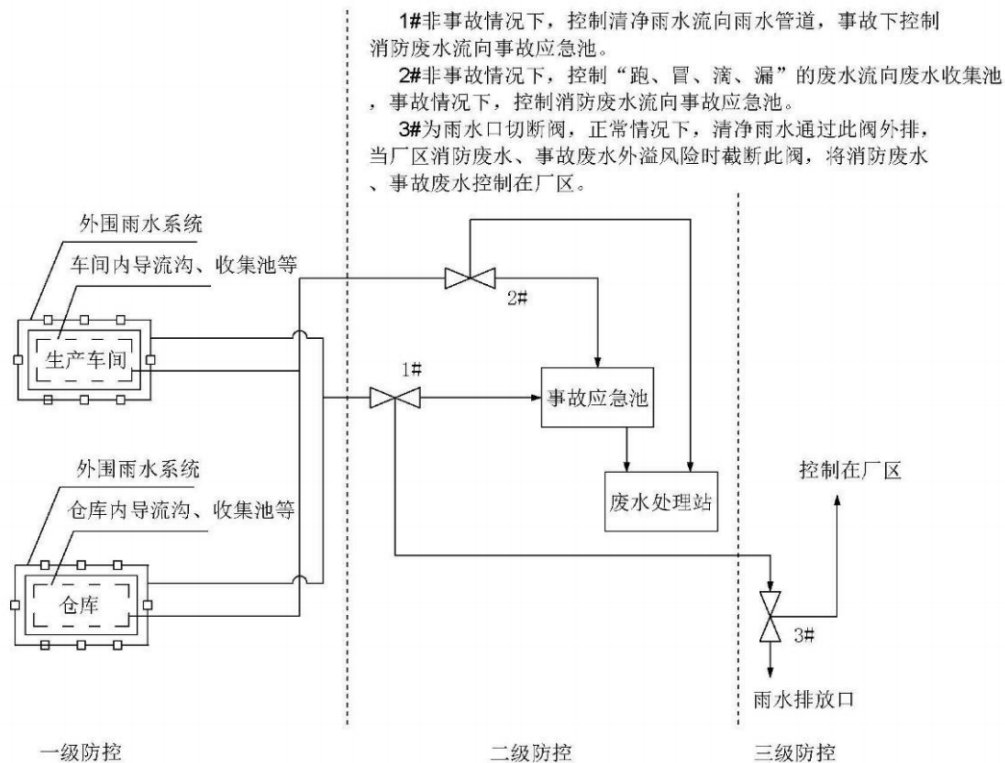 1#非事故情况下，控制清净雨水流向雨水管道，事故下控制
消防废水流向事故应急池。
2#非事故情况下，控制“跑、冒、滴、漏”的废水流向废水收集池
，事故情况下，控制消防废水流向事故应急池。
3#为雨水口切断阀，正常情况下，清净雨水通过此阀外排，
当厂区消防废水、事故废水外溢风险时截断此阀，将消防废水
、事故废水控制在厂区。
外围雨水系统
车间内导流沟、收集池等
生产车间
2#
1#
事故应急池
外围雨水系统
仓库内导流沟、收集池等
仓库
废水处理站
控制在厂区
3#
雨水排放口
一级防控
二级防控
三级防控